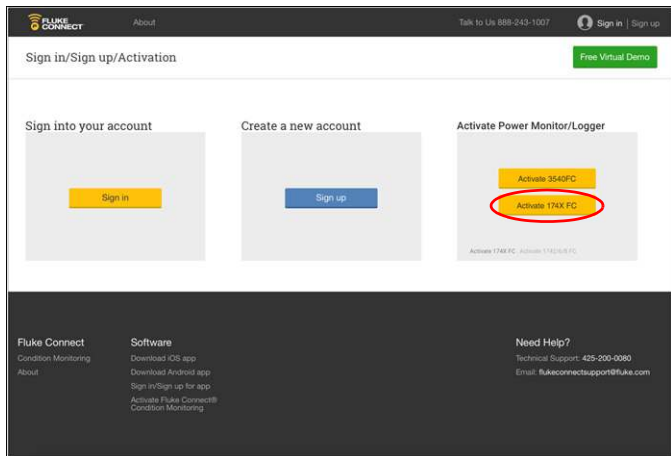 FLUKE CONNECT
About
Talk to Us 888-243-1007
Sign in | Sign up
Sign in/Sign up/Activation
Free Virtual Demo
Sign into your account
Create a new account
Activate Power Monitor/Logger
Sign in
Sign up
Activate 3540FC
Activate 174X FC
Activate 174X FC
Fluke Connect
Condition Monitoring
About
Software
Download iOS app
Download Android app
Sign in/Sign up for app
Activate Fluke Connect®
Condition Monitoring
Need Help?
Technical Support: 425-200-0080
Email: flukeconnectsupport@fluke.com